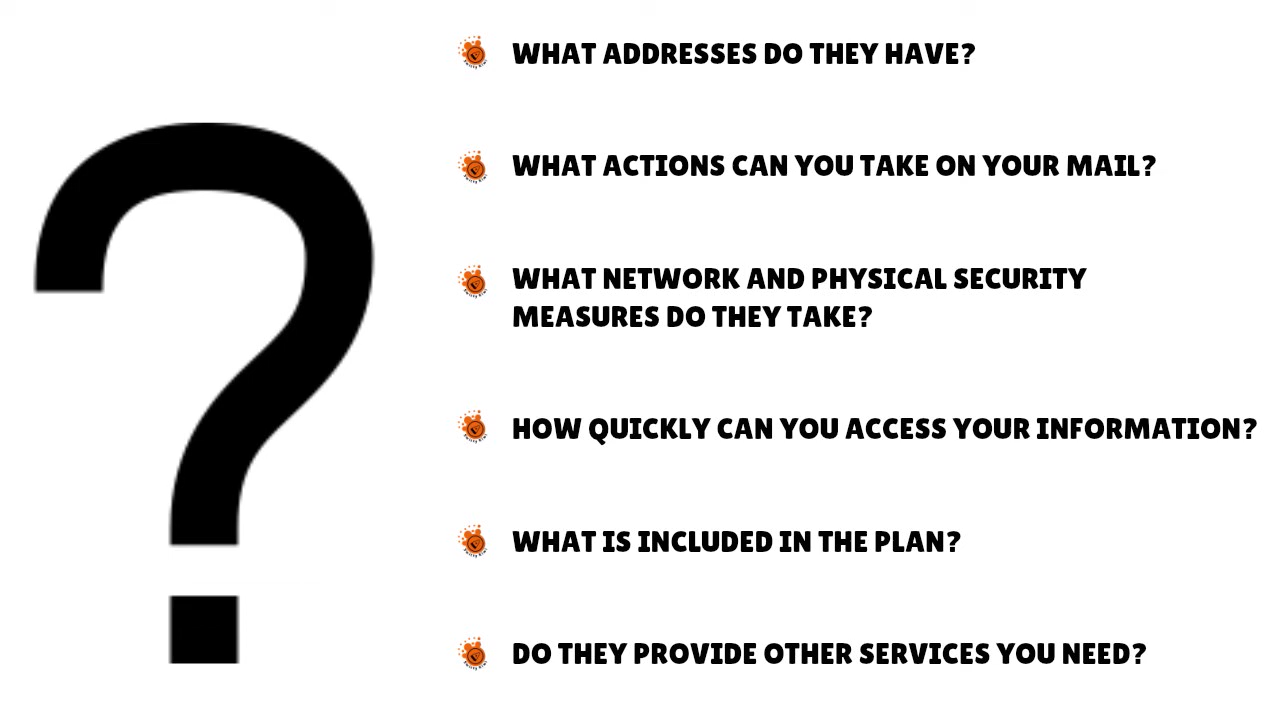 WHAT ADDRESSES DO THEY HAVE?
WHAT ACTIONS CAN YOU TAKE ON YOUR MAIL?
WHAT NETWORK AND PHYSICAL SECURITY
MEASURES DO THEY TAKE?
HOW QUICKLY CAN YOU ACCESS YOUR INFORMATION?
WHAT IS INCLUDED IN THE PLAN?
DO THEY PROVIDE OTHER SERVICES YOU NEED?
?